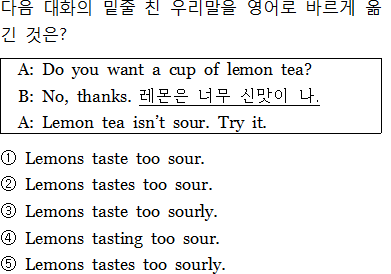 다음 대화의 밑줄 친 우리말을 영어로 바르게 옮
긴 것은?
A: Do you want a cup of lemon tea?
B: No, thanks. 레몬은 너무 신맛이 나.
A: Lemon tea isn't sour. Try it.
① Lemons taste too sour.
② Lemons tastes too sour.
③ Lemons taste too sourly.
④ Lemons tasting too sour.
⑤ Lemons tastes too sourly.